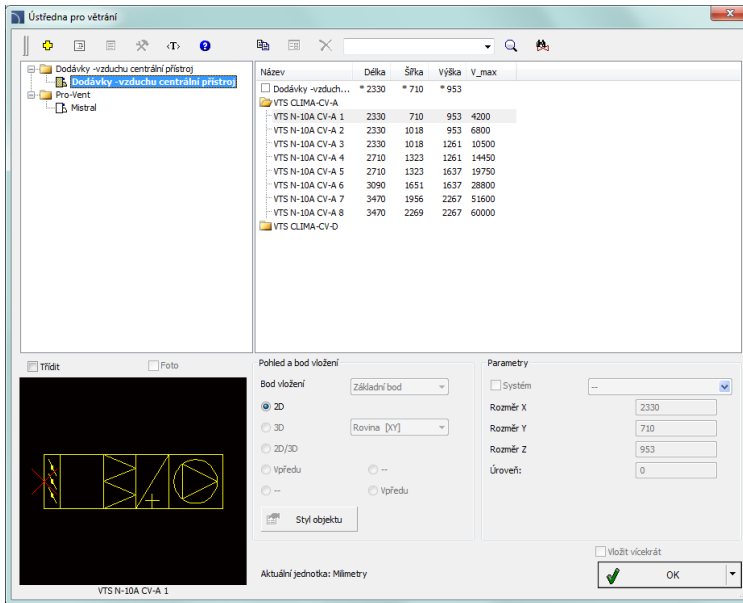 Ústředna pro větrání
‹T›
Dodávky -vzduchu centrální přístroj
Dodávky -vzduchu centrální přístroj
Pro-Vent
Mistral
Název Délka Šířka Výška V_max
Dodávky -vzduch... * 2330 * 710 * 953
VTS CLIMA-CV-A
VTS N-10A CV-A 1 2330 710 953 4200
VTS N-10A CV-A 2 2330 1018 953 6800
VTS N-10A CV-A 3 2330 1018 1261 10500
VTS N-10A CV-A 4 2710 1323 1261 14450
VTS N-10A CV-A 5 2710 1323 1637 19750
VTS N-10A CV-A 6 3090 1651 1637 28800
VTS N-10A CV-A 7 3470 1956 2267 51600
VTS N-10A CV-A 8 3470 2269 2267 60000
VTS CLIMA-CV-D
Třídit Foto
VTS N-10A CV-A 1
Pohled a bod vložení
Bod vložení Základní bod
2D
3D Rovina [XY]
2D/3D
Vpředu --
-- Vpředu
Styl objektu
Aktuální jednotka: Milimetry
Parametry
Systém --
Rozměr X 2330
Rozměr Y 710
Rozměr Z 953
Úroveň: 0
Vložit vícekrát
OK